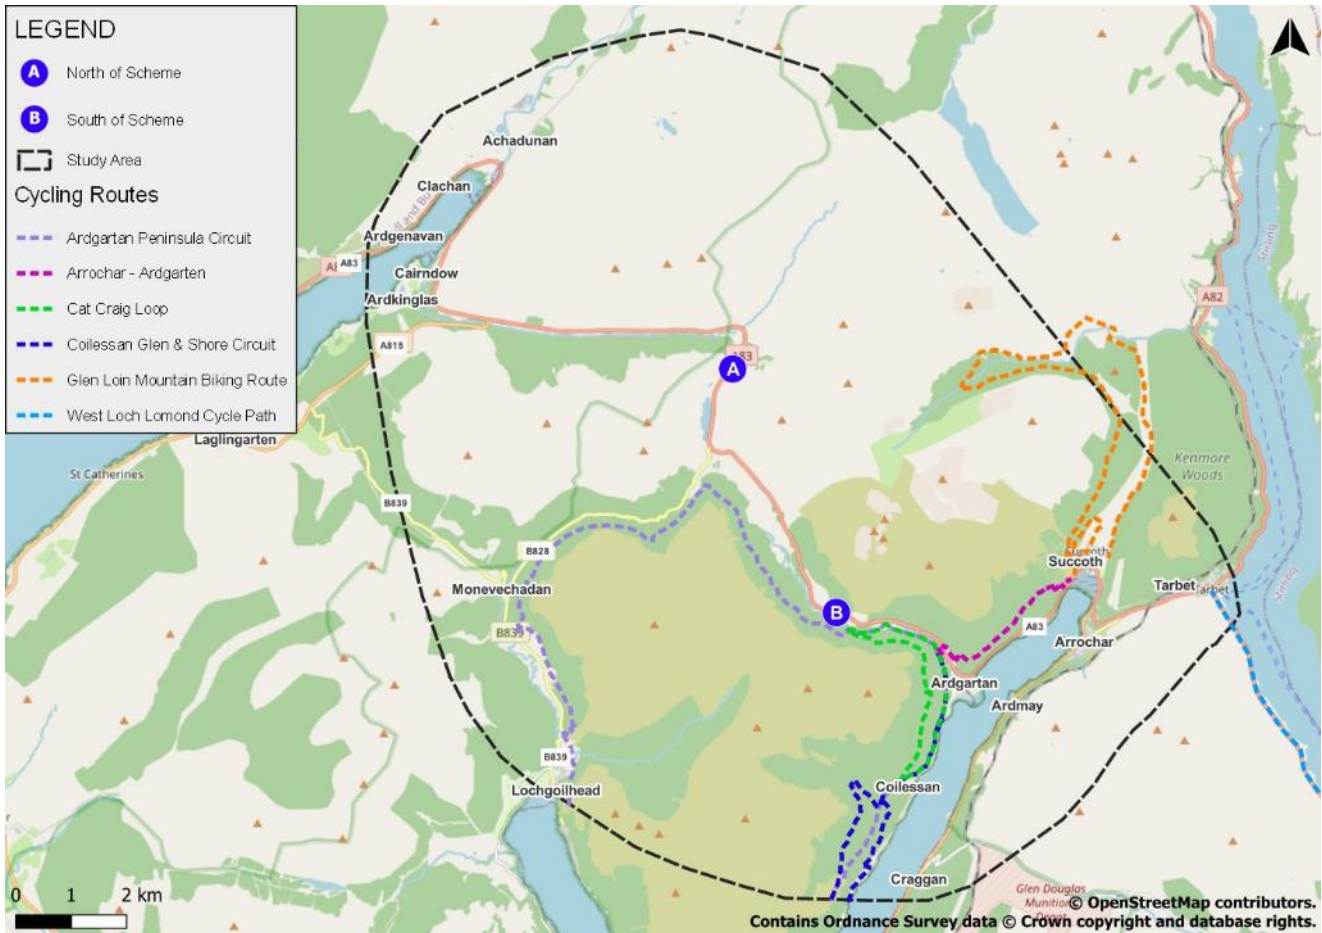 LEGEND
A North of Scheme
B South of Scheme
Study Area
Cycling Routes
Ardgartan Peninsula Circuit
Arrochar - Ardgarten
Cat Craig Loop
Coilessan Glen & Shore Circuit
Glen Loin Mountain Biking Route
West Loch Lomond Cycle Path
Achadunan
Clachan
Ardgenavan
A83
Cairndow
Ardkinglas
A82
Stirling
A815
A83
A
Laglingarten
St Catherines
Kenmore
Woods
B839
B828
Succoth
Monevechadan
Tarbet
Tarbet
Stirling
B
B839
A83
Arrochar
Ardgartan
Ardmay
B839
Lochgoilhead
Coilessan
Craggan
Glen Douglas
Munition
0 1 2 km
© OpenStreetMap contributors.
Contains Ordnance Survey data © Crown copyright and database rights.